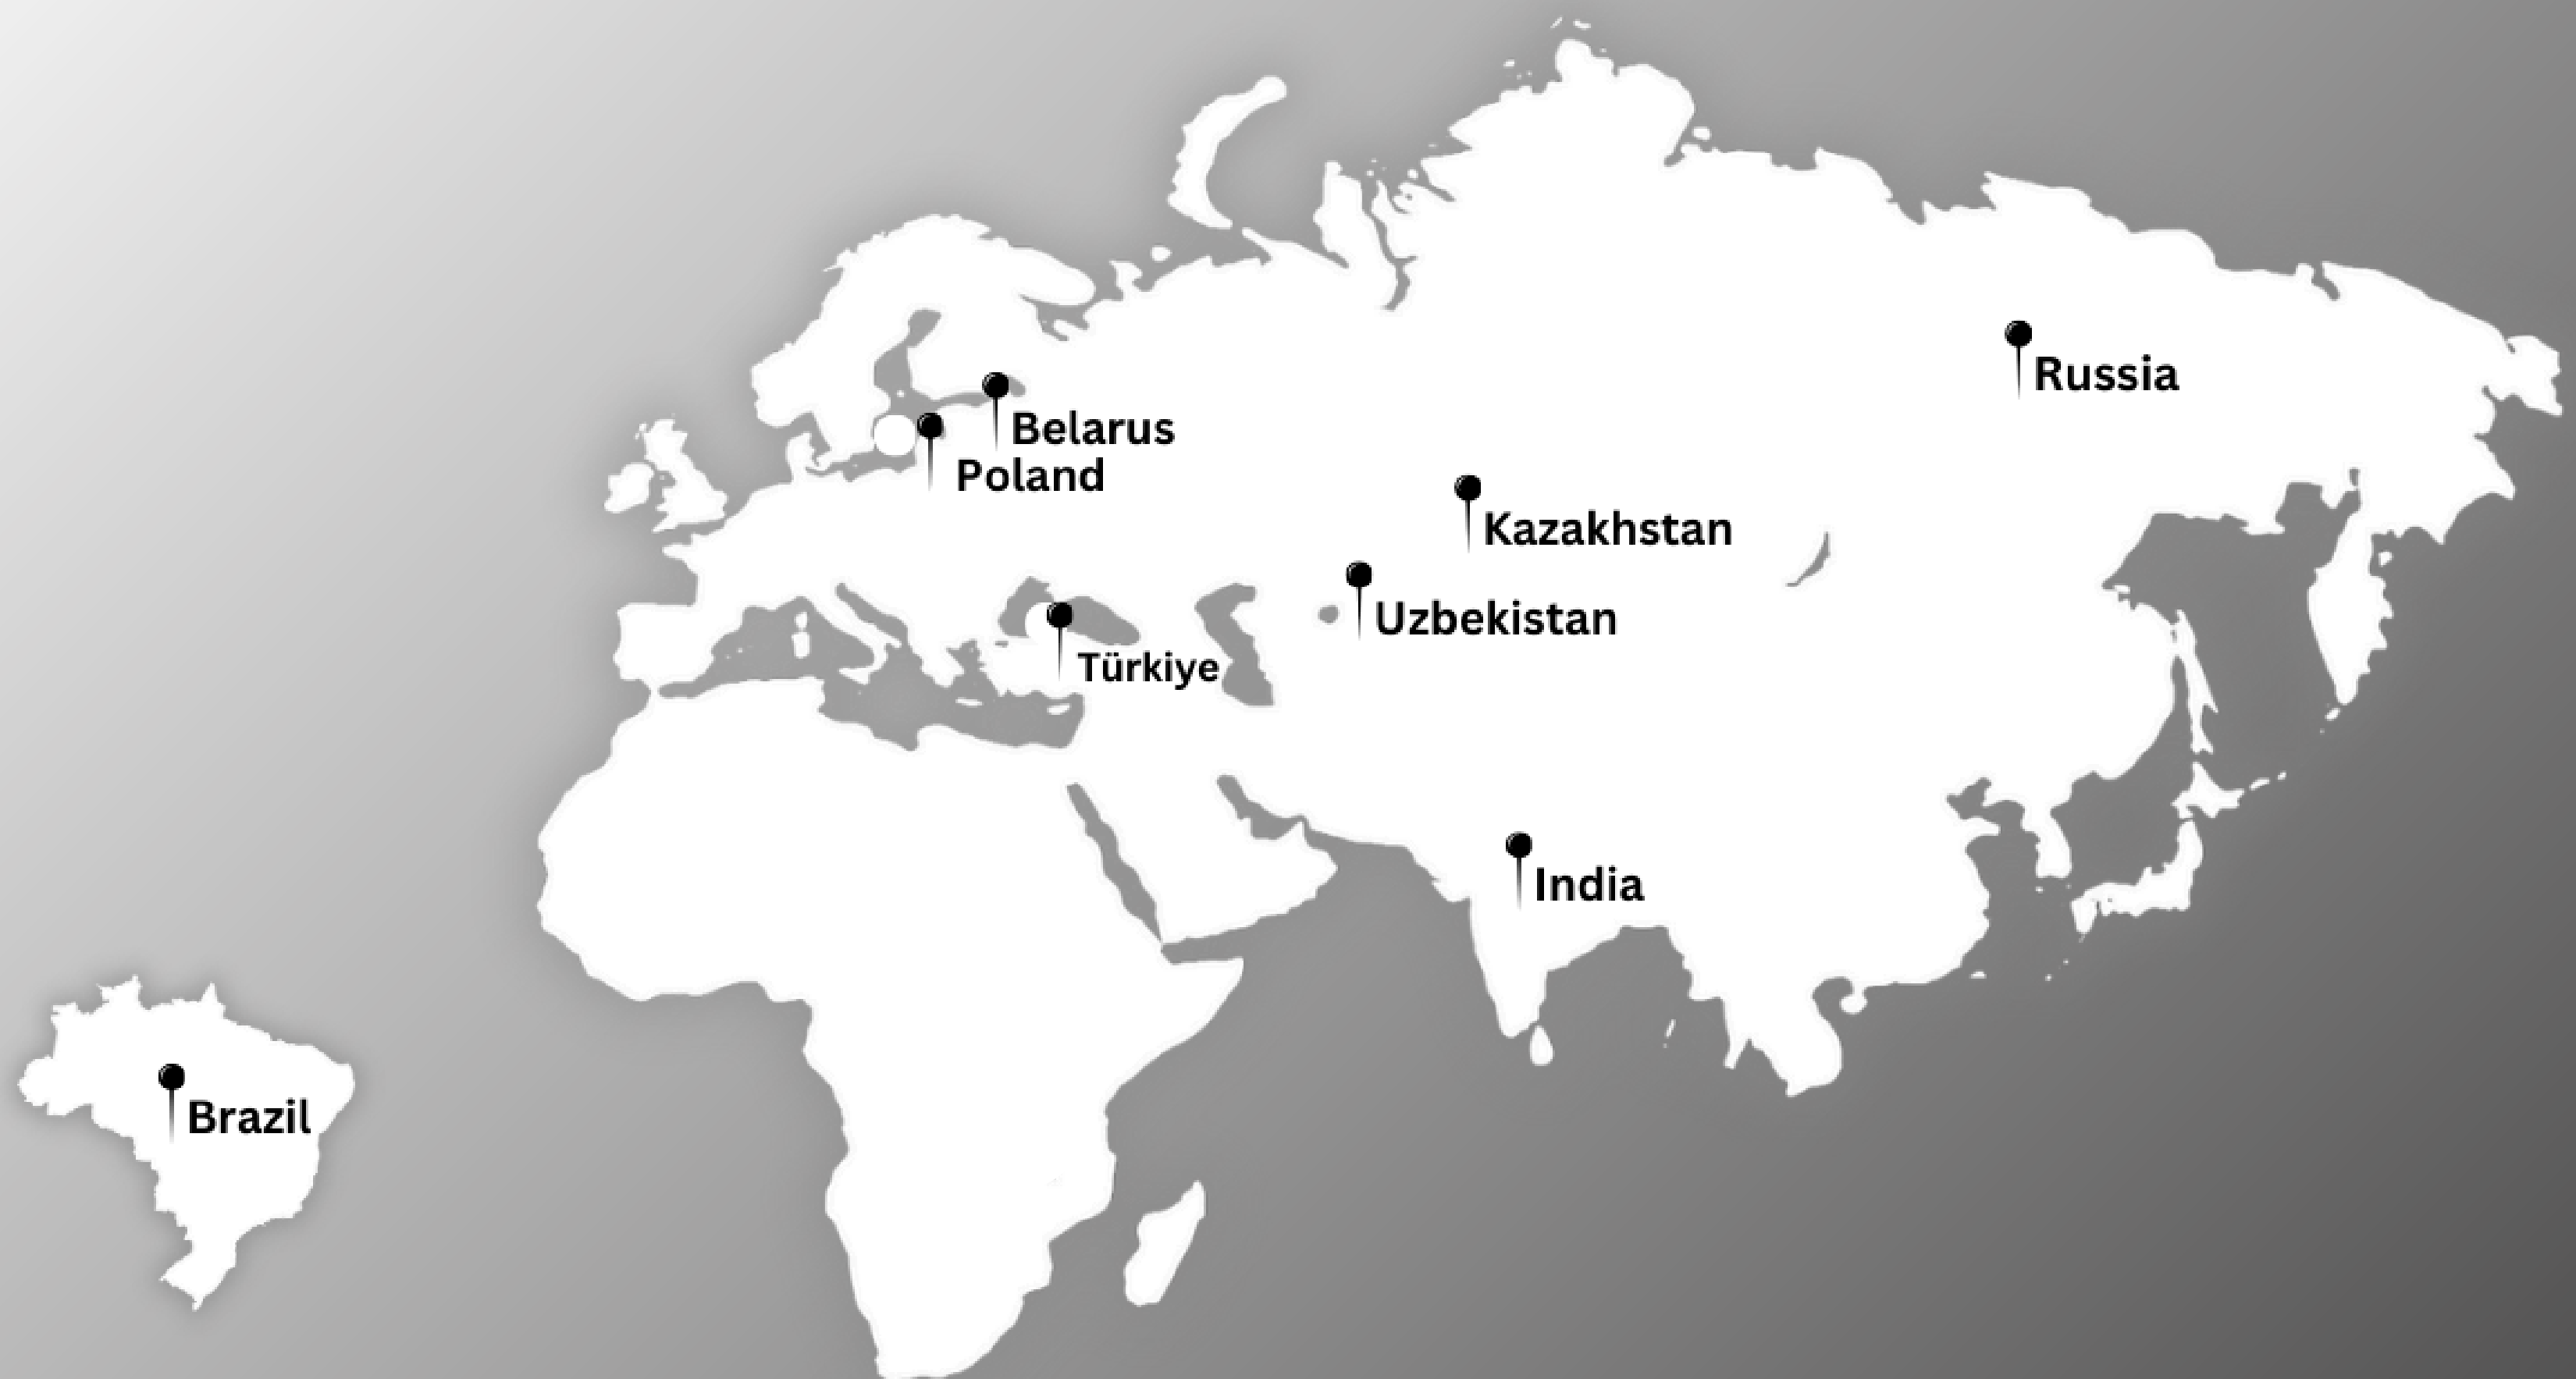 Russia
Belarus
Poland
Kazakhstan
Uzbekistan
Türkiye
India
Brazil